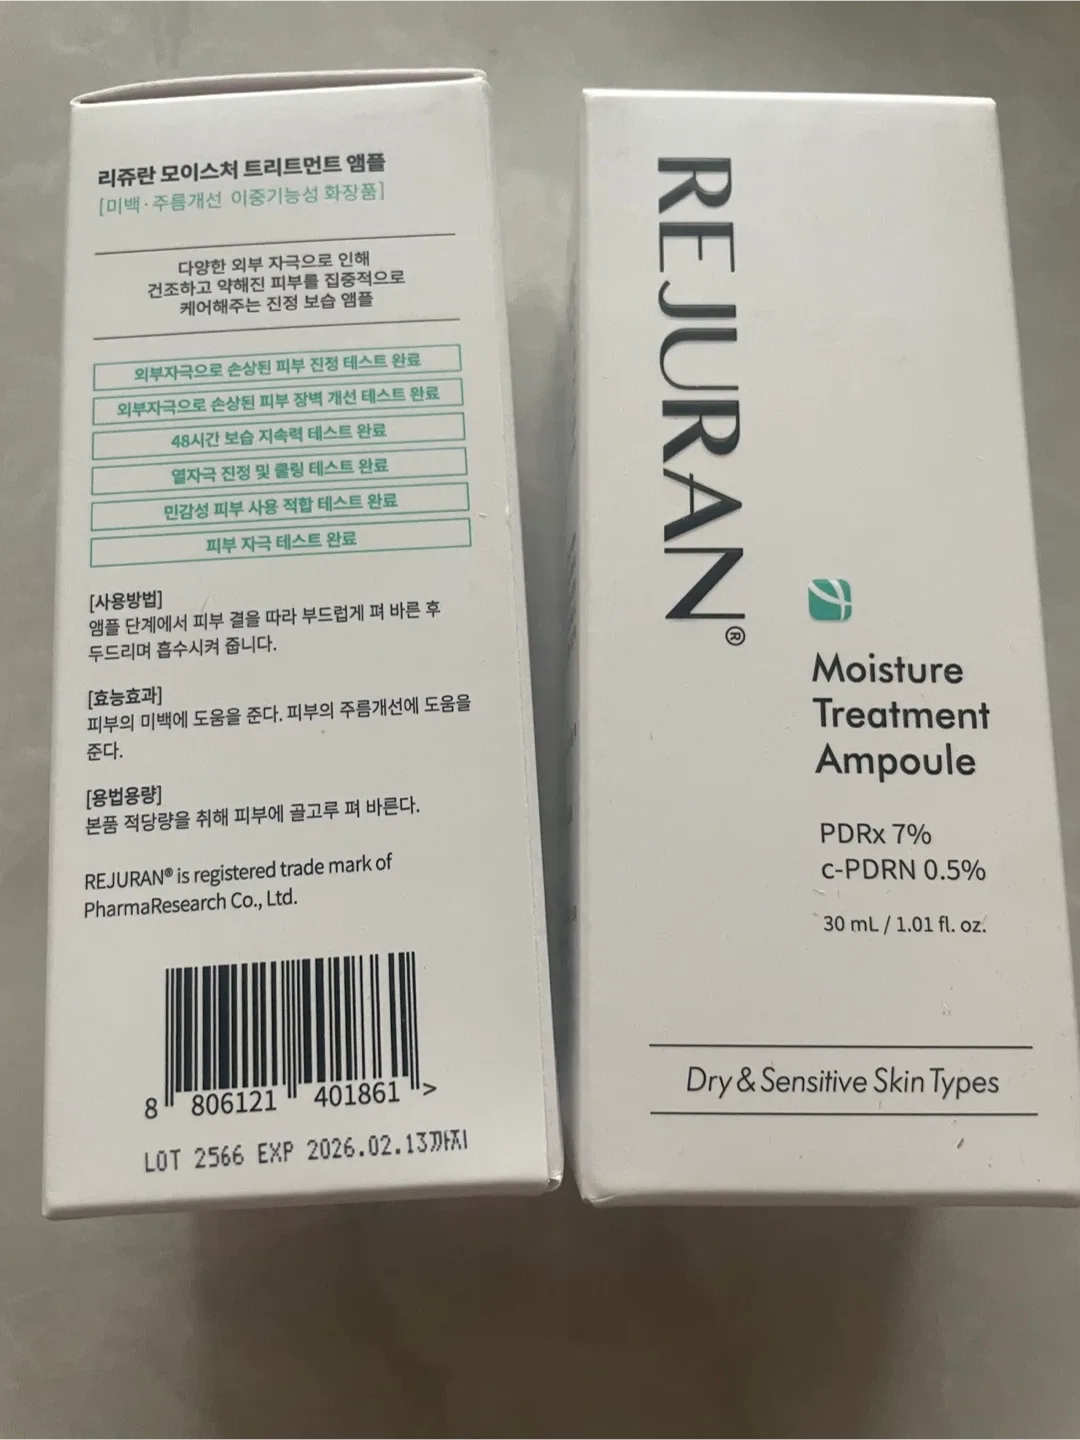 리쥬란 모이스처 트리트먼트 앰플
[미백·주름개선 이중기능성 화장품]
다양한 외부 자극으로 인해
건조하고 약해진 피부를 집중적으로
케어해주는 진정 보습 앰플
외부자극으로 손상된 피부 진정 테스트 완료
외부자극으로 손상된 피부 장벽 개선 테스트 완료
48시간 보습 지속력 테스트 완료
열자극 진정 및 쿨링 테스트 완료
민감성 피부 사용 적합 테스트 완료
피부 자극 테스트 완료
[사용방법]
앰플 단계에서 피부 결을 따라 부드럽게 펴 바른 후
두드리며 흡수시켜 줍니다.
[효능효과]
피부의 미백에 도움을 준다. 피부의 주름개선에 도움을
준다.
[용법용량]
본품 적당량을 취해 피부에 골고루 펴 바른다.
REJURAN® is registered trade mark of
PharmaResearch Co., Ltd.
8 806121 401861 >
LOT 2566 EXP 2026.02.13까지
REJURAN®
Moisture
Treatment
Ampoule
PDRx 7%
c-PDRN 0.5%
30 mL / 1.01 fl. oz.
Dry & Sensitive Skin Types